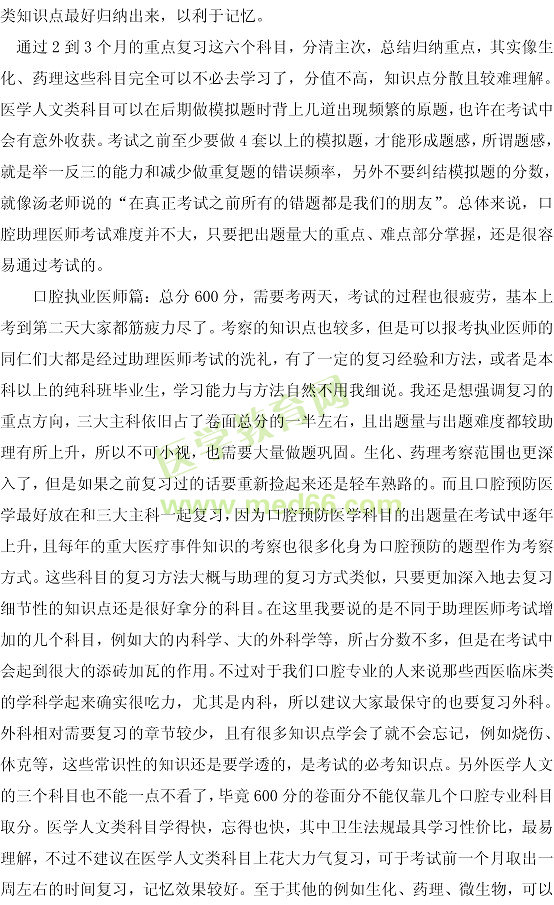 类知识点最好归纳出来，以利于记忆。
通过 2 到 3 个月的重点复习这六个科目，分清主次，总结归纳重点，其实像生
化、药理这些科目完全可以不必去学习了，分值不高，知识点分散且较难理解。
医学人文类科目可以在后期做模拟题时背上几道出现频繁的原题，也许在考试中
会有意外收获。考试之前至少要做 4 套以上的模拟题，才能形成题感，所谓题感，
就是举一反三的能力和减少做重复题的错误频率，另外不要纠结模拟题的分数，
就像汤老师说的“在真正考试之前所有的错题都是我们的朋友”。总体来说，口
腔助理医师考试难度并不大，只要把出题量大的重点、难点部分掌握，还是很容
易通过考试的。
口腔执业医师篇：总分 600 分，需要考两天，考试的过程也很疲劳，基本上
考到第二天大家都筋疲力尽了。考察的知识点也较多，但是可以报考执业医师的
同仁们大都是经过助理医师考试的洗礼，有了一定的复习经验和方法，或者是本
科以上的纯科班毕业生，学习能力与方法自然不用我细说。我还是想强调复习的
重点方向，三大主科依旧占了卷面总分的一半左右，且出题量与出题难度都较助
理有所上升，所以不可小视，也需要大量做题巩固。生化、药理考察范围也更深
入了，但是如果之前复习过的话要重新捡起来还是轻车熟路的。而且口腔预防医
学最好放在和三大主科一起复习，因为口腔预防医学科目的出题量在考试中逐年
上升，且每年的重大医疗事件知识的考察也很多化身为口腔预防的题型作为考察
方式。这些科目的复习方法大概与助理的复习方式类似，只要更加深入地去复习
细节性的知识点还是很好拿分的科目。在这里我要说的是不同于助理医师考试增
加的几个科目，例如大的内科学、大的外科学等，所占分数不多，但是在考试中
会起到很大的添砖加瓦的作用。不过对于我们口腔专业的人来说那些西医临床类
的学科学起来确实很吃力，尤其是内科，所以建议大家最保守的也要复习外科。
外科相对需要复习的章节较少，且有很多知识点学会了就不会忘记，例如烧伤、
休克等，这些常识性的知识还是要学透的，是考试的必考知识点。另外医学人文
的三个科目也不能一点不看了，毕竟 600 分的卷面分不能仅靠几个口腔专业科目
取分。医学人文类科目学得快，忘得也快，其中卫生法规最具学习性价比，最易
理解，不过不建议在医学人文类科目上花大力气复习，可于考试前一个月取出一
周左右的时间复习，记忆效果较好。至于其他的例如生化、药理、微生物，可以
医学教育网
www.med66.com